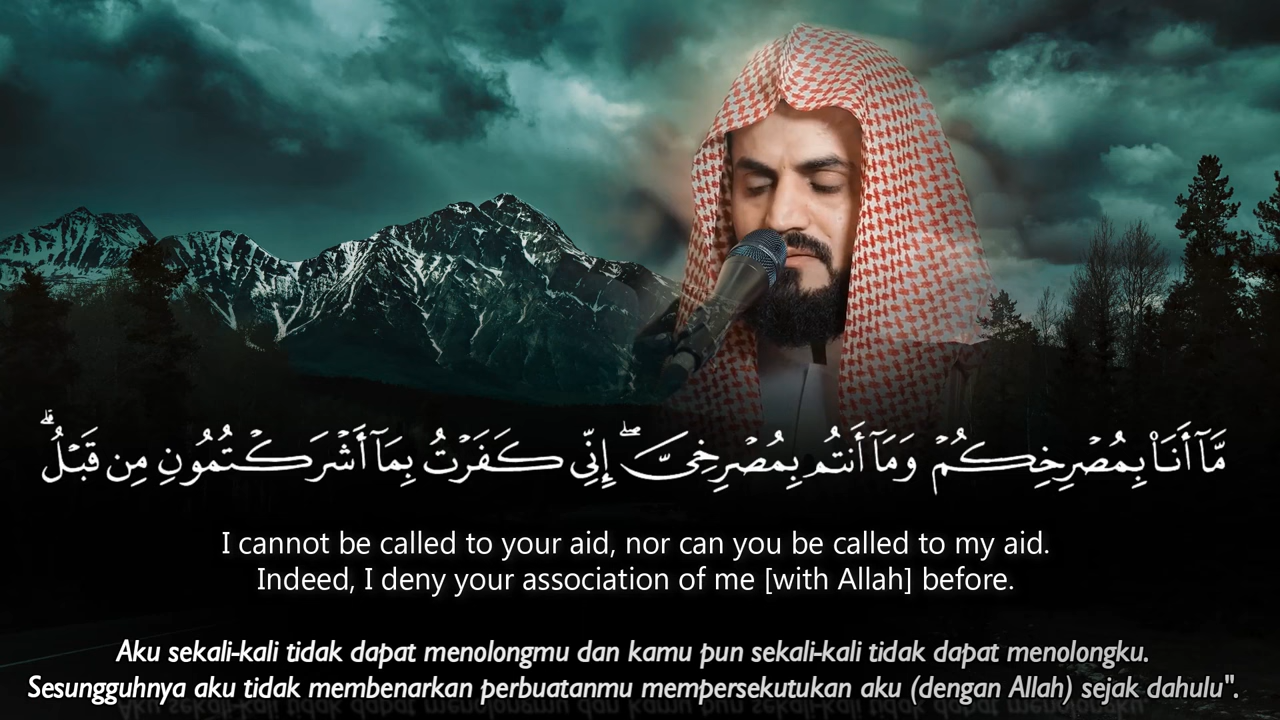 مَّآ أَنَا۠ بِمُصْرِخِكُمْ وَمَآ أَنتُم بِمُصْرِخِىَّ ۖ إِنِّى كَفَرْتُ بِمَآ أَشْرَكْتُمُونِ مِن قَبْلُ ۗ
I cannot be called to your aid, nor can you be called to my aid.
Indeed, I deny your association of me [with Allah] before.
Aku sekali-kali tidak dapat menolongmu dan kamu pun sekali-kali tidak dapat menolongku.
Sesungguhnya aku tidak membenarkan perbuatanmu mempersekutukan aku (dengan Allah) sejak dahulu".